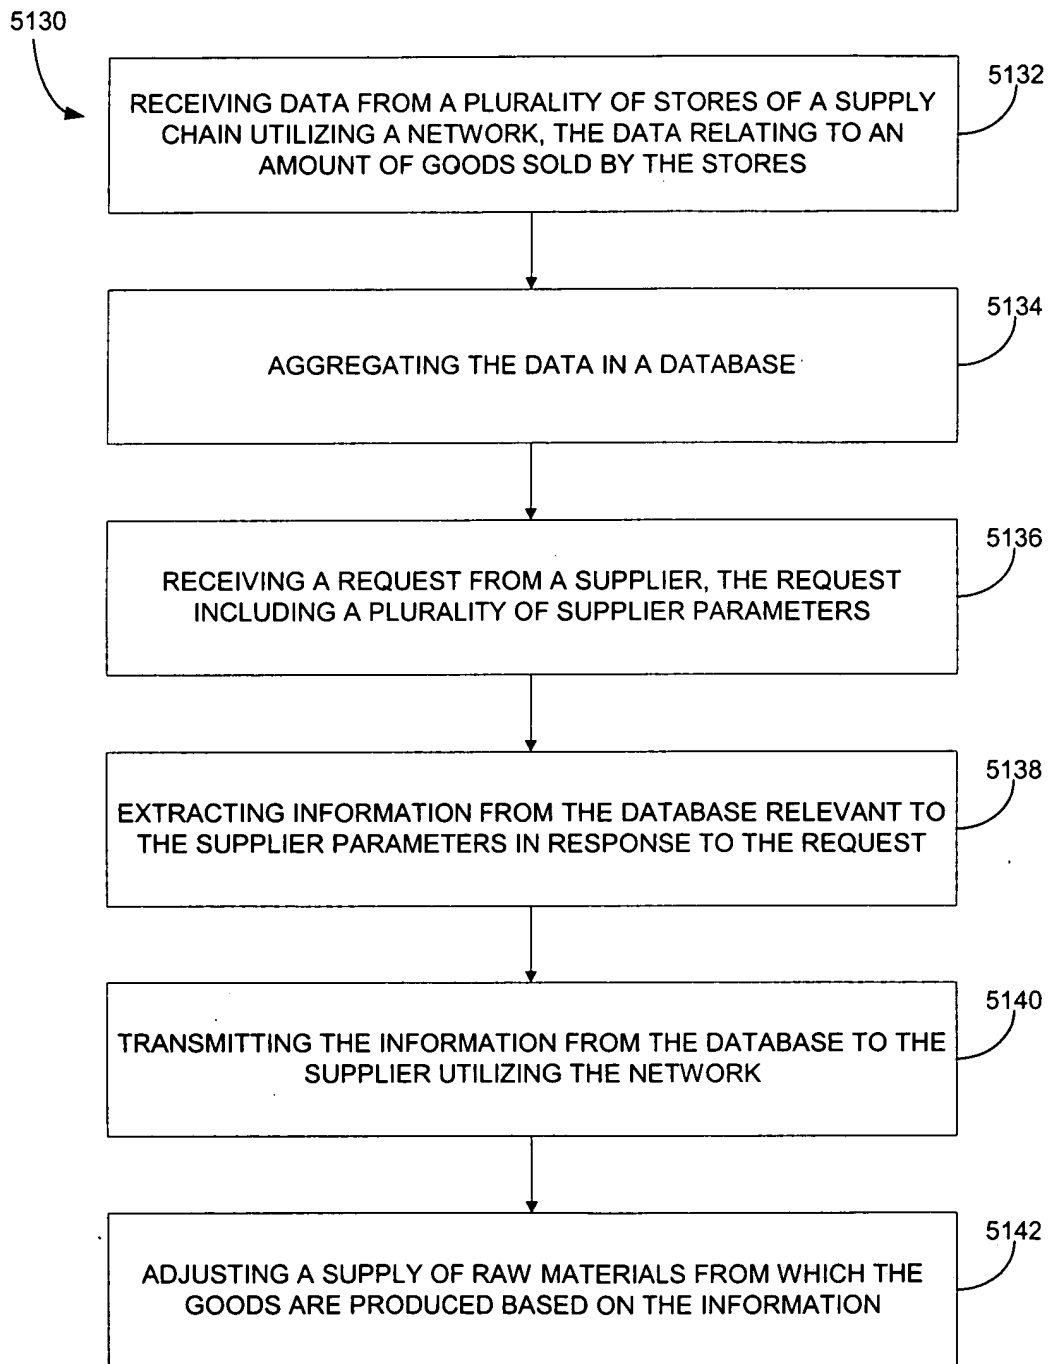 5130
5132
RECEIVING DATA FROM A PLURALITY OF STORES OF A SUPPLY
CHAIN UTILIZING A NETWORK, THE DATA RELATING TO AN
AMOUNT OF GOODS SOLD BY THE STORES
5134
AGGREGATING THE DATA IN A DATABASE
5136
RECEIVING A REQUEST FROM A SUPPLIER, THE REQUEST
INCLUDING A PLURALITY OF SUPPLIER PARAMETERS
5138
EXTRACTING INFORMATION FROM THE DATABASE RELEVANT TO
THE SUPPLIER PARAMETERS IN RESPONSE TO THE REQUEST
5140
TRANSMITTING THE INFORMATION FROM THE DATABASE TO THE
SUPPLIER UTILIZING THE NETWORK
5142
ADJUSTING A SUPPLY OF RAW MATERIALS FROM WHICH THE
GOODS ARE PRODUCED BASED ON THE INFORMATION